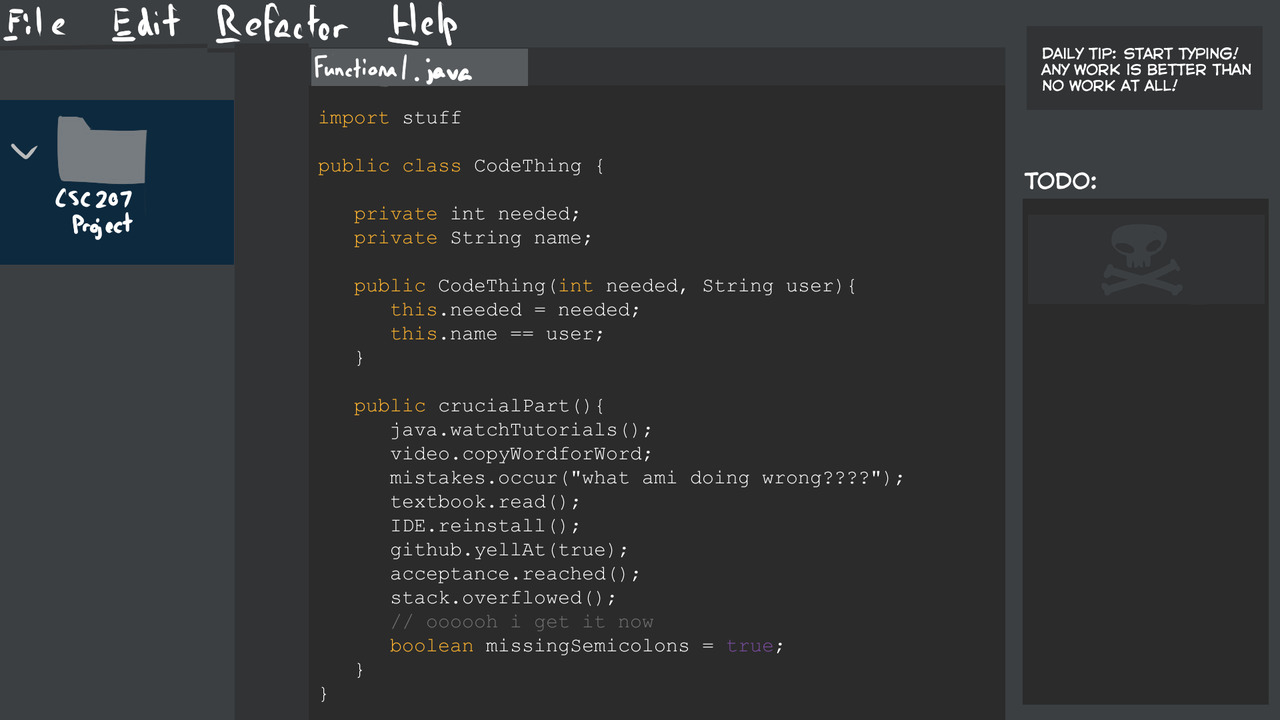 File Edit Refactor Help
CSC207
Project
Functional.java
import stuff
public class CodeThing {
private int needed;
private String name;
public CodeThing(int needed, String user){
this.needed = needed;
this.name == user;
}
public crucialPart(){
java.watchTutorials();
video.copyWordforWord;
mistakes.occur("what ami doing wrong????");
textbook.read();
IDE.reinstall();
github.yellAt(true);
acceptance.reached();
stack.overflowed();
// oooooh i get it now
boolean missingSemicolons = true;
}
}
DAILY TIP: START TYPING!
ANY WORK IS BETTER THAN
NO WORK AT ALL!
TODO: